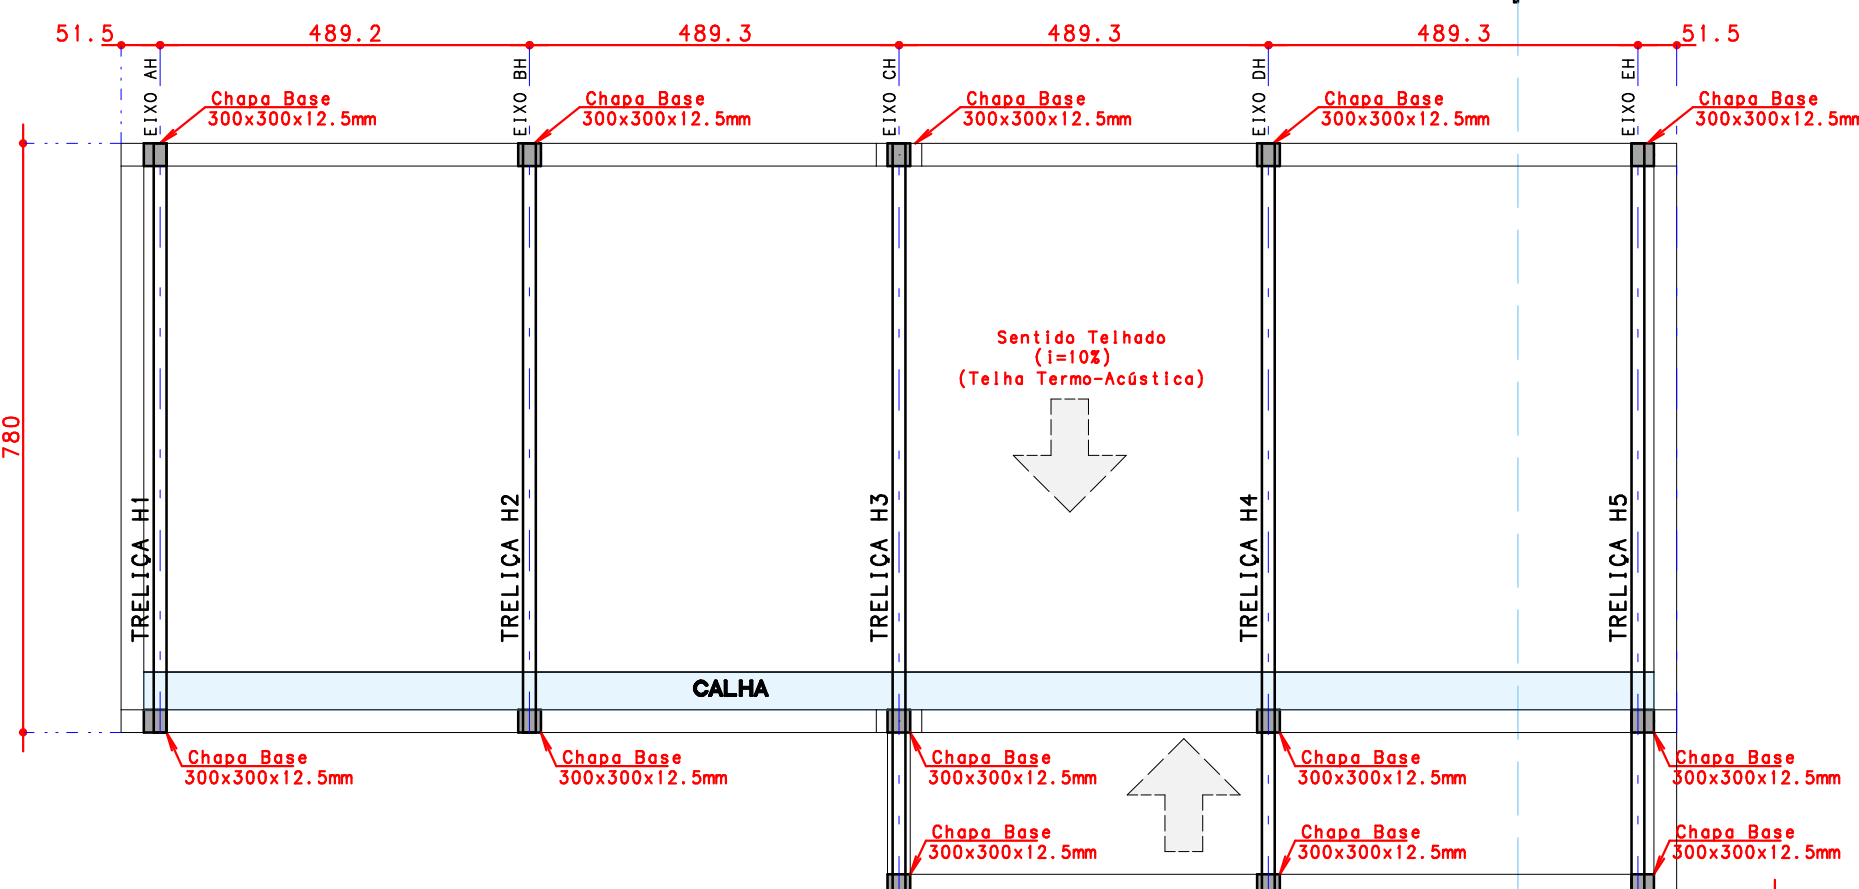 51.5
489.2
489.3
489.3
489.3
51.5
EIXO AH
EIXO BH
EIXO CH
EIXO DH
EIXO EH
Chapa Base
300x300x12.5mm
Chapa Base
300x300x12.5mm
Chapa Base
300x300x12.5mm
Chapa Base
300x300x12.5mm
Chapa Base
300x300x12.5mm
780
Sentido Telhado
(i=10%)
(Telha Termo-Acústica)
TRELIÇA H1
TRELIÇA H2
TRELIÇA H3
TRELIÇA H4
TRELIÇA H5
CALHA
Chapa Base
300x300x12.5mm
Chapa Base
300x300x12.5mm
Chapa Base
300x300x12.5mm
Chapa Base
300x300x12.5mm
Chapa Base
300x300x12.5mm
Chapa Base
300x300x12.5mm
Chapa Base
300x300x12.5mm
Chapa Base
300x300x12.5mm